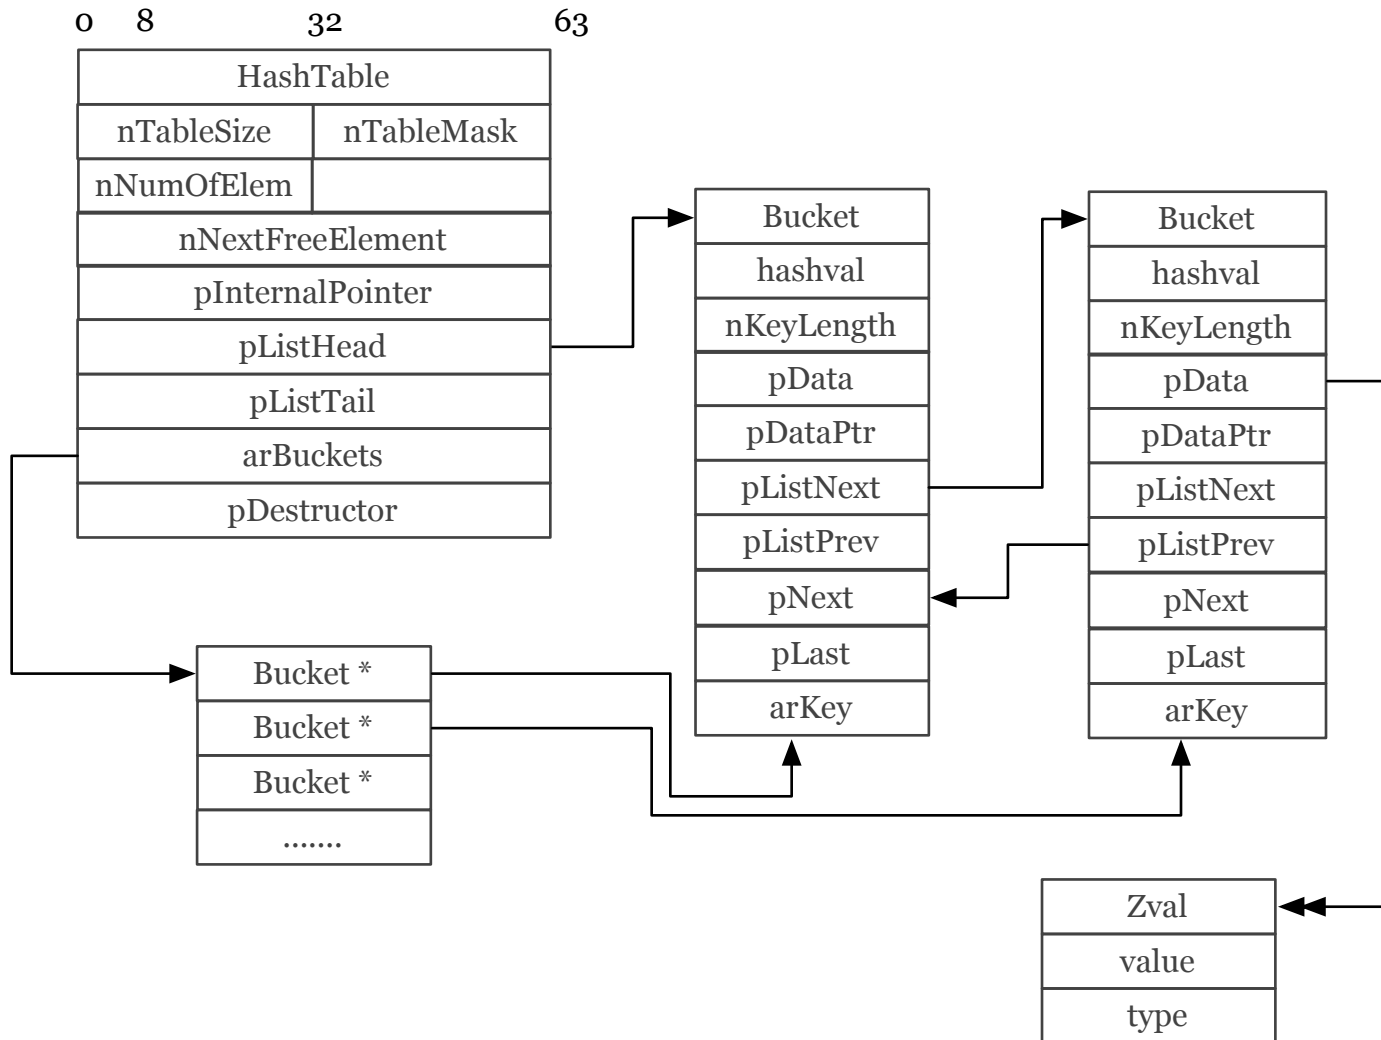 0 8 32 63
HashTable
nTableSize nTableMask
nNumOfElem
nNextFreeElement
pInternalPointer
pListHead
pListTail
arBuckets
pDestructor
Bucket
hashval
nKeyLength
pData
pDataPtr
pListNext
pListPrev
pNext
pLast
arKey
Bucket
hashval
nKeyLength
pData
pDataPtr
pListNext
pListPrev
pNext
pLast
arKey
Bucket *
Bucket *
Bucket *
.......
Zval
value
type